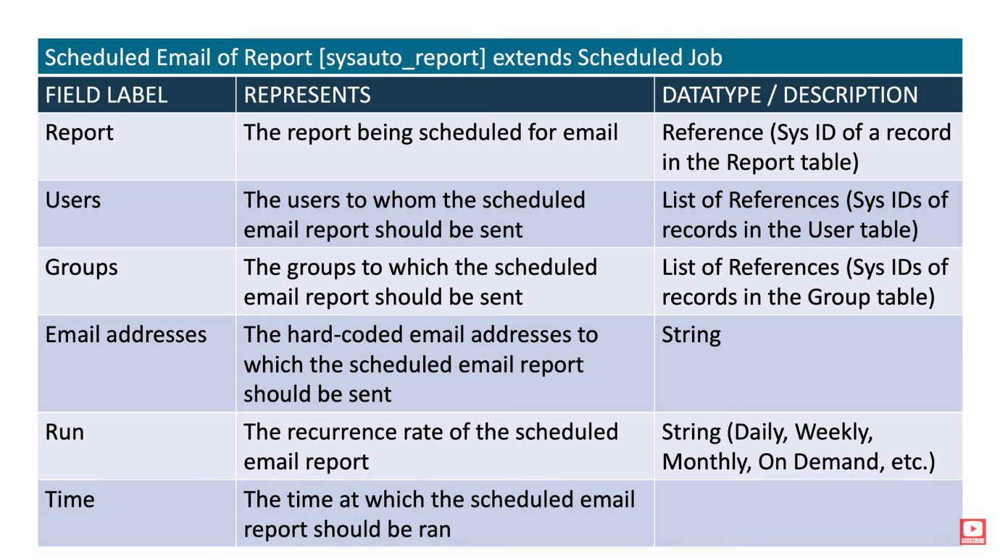 Scheduled Email of Report [sysauto_report] extends Scheduled Job
FIELD LABEL
REPRESENTS
DATATYPE / DESCRIPTION
Report
The report being scheduled for email
Reference (Sys ID of a record
in the Report table)
Users
The users to whom the scheduled
email report should be sent
List of References (Sys IDs of
records in the User table)
Groups
The groups to which the scheduled
email report should be sent
List of References (Sys IDs of
records in the Group table)
Email addresses
The hard-coded email addresses to
which the scheduled email report
should be sent
String
Run
The recurrence rate of the scheduled
email report
String (Daily, Weekly,
Monthly, On Demand, etc.)
Time
The time at which the scheduled email
report should be ran
SUBSCRIBE